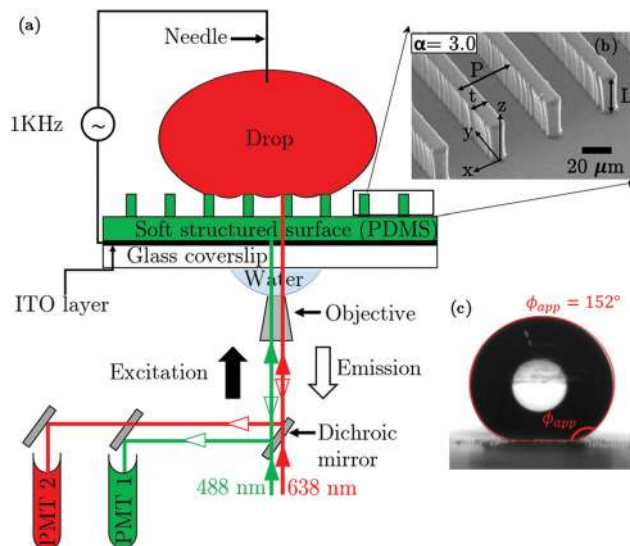 (a)
Needle
1KHz
~
Drop
Soft structured surface (PDMS)
Glass coverslip
Water
ITO layer
Objective
Excitation
Emission
Dichroic
mirror
PMT 2
PMT 1
488 nm
638 nm
α= 3.0
(b)
P
t
z
L
y
x
20 μm
(c)
ϕapp = 152°
ϕapp